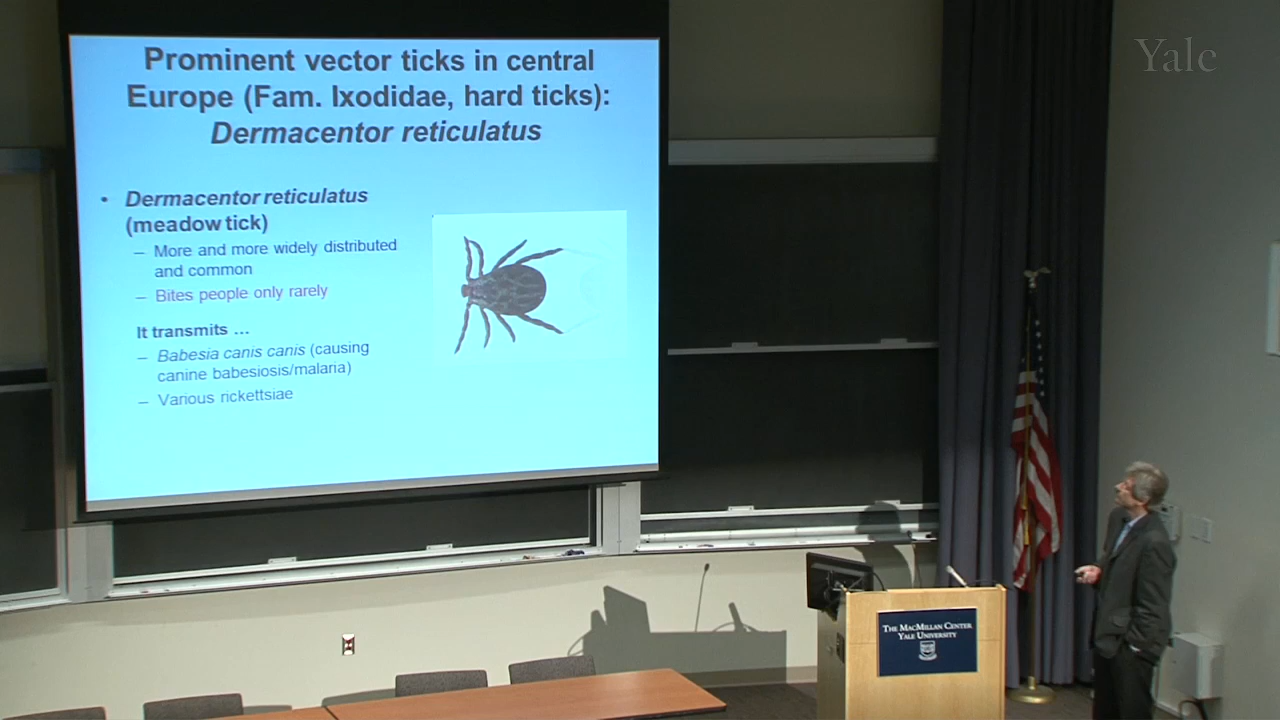 Prominent vector ticks in central
Europe (Fam. Ixodidae, hard ticks):
Dermacentor reticulatus
• Dermacentor reticulatus
(meadow tick)
– More and more widely distributed
and common
– Bites people only rarely
It transmits ...
– Babesia canis canis (causing
canine babesiosis/malaria)
– Various rickettsiae
Yale
THE MACMILLAN CENTER
YALE UNIVERSITY